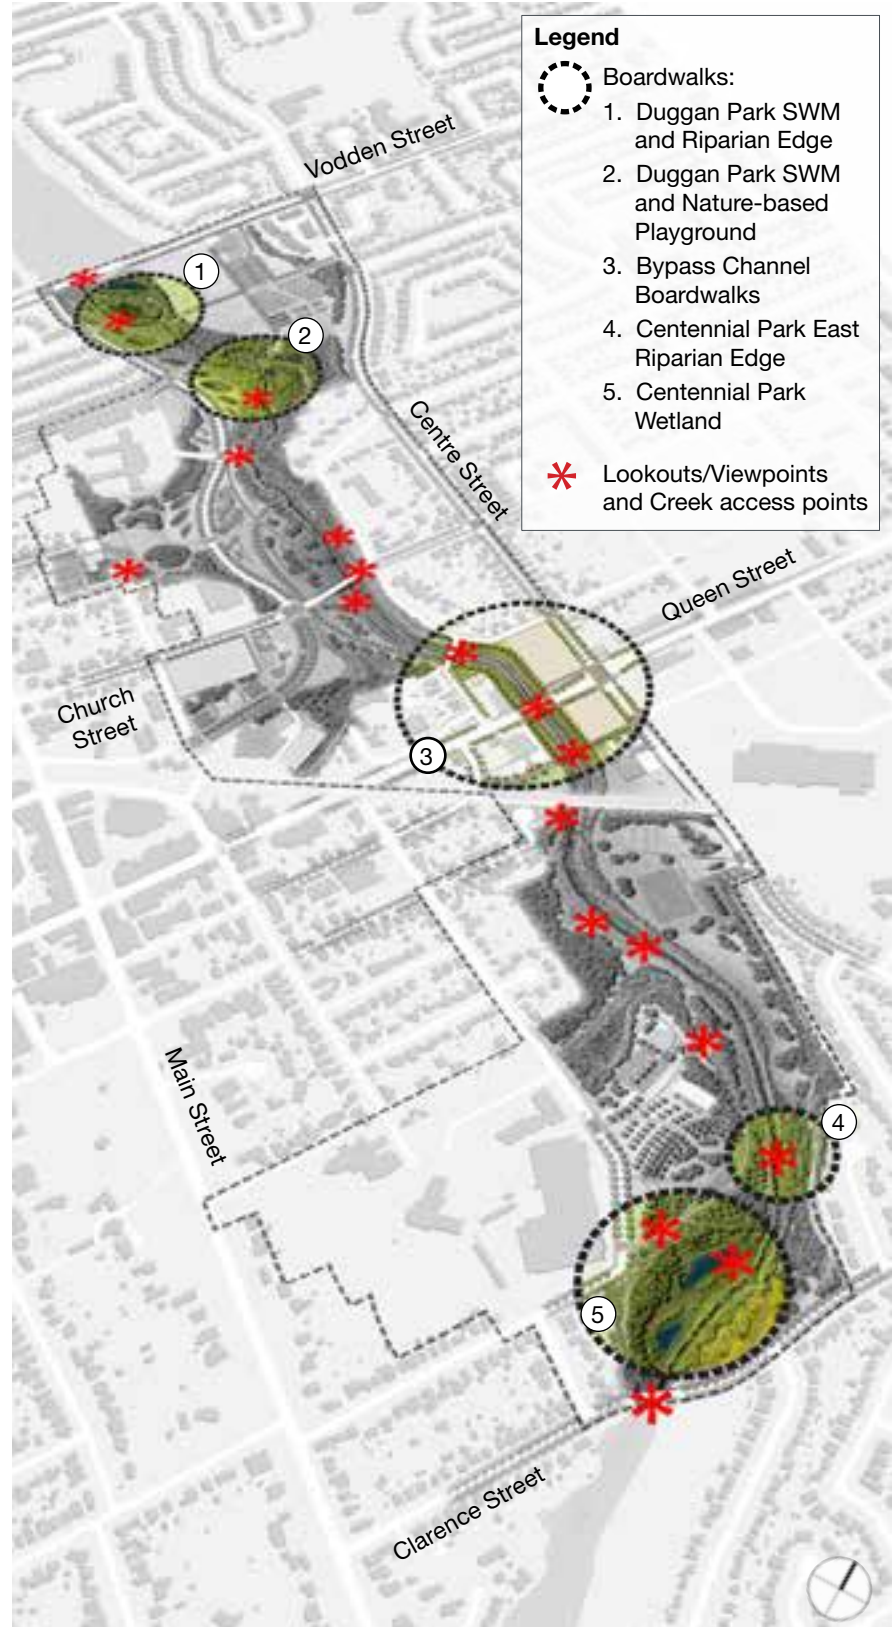 Legend
Boardwalks:
1. Duggan Park SWM
and Riparian Edge
2. Duggan Park SWM
and Nature-based
Playground
3. Bypass Channel
Boardwalks
4. Centennial Park East
Riparian Edge
5. Centennial Park
Wetland
Lookouts/Viewpoints
and Creek access points
Vodden Street
1
2
Centre Street
Queen Street
Church
Street
3
Main Street
4
5
Clarence Street